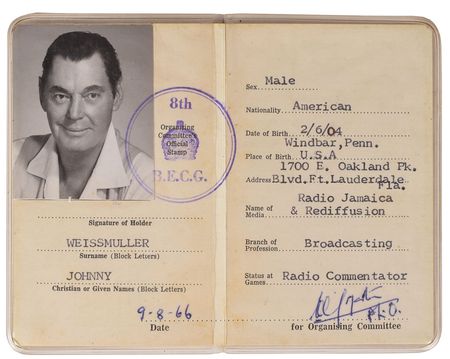 8th
Organising
Committee's
Official
Stamp
B.E.C.G.
Signature of Holder
WEISSMULLER
Surname (Block Letters)
JOHNNY
Christian or Given Names (Block Letters)
9-8-66
Date
Sex Male
Nationality American
Date of Birth 2/6/04
Windbar, Penn.
Place of Birth U.S.A
1700 E. Oakland Pk.
Address Blvd.Ft.Lauderdale
Fla.
Radio Jamaica
Name of Media & Rediffusion
Branch of Profession Broadcasting
Status at Games Radio Commentator
for Organising Committee